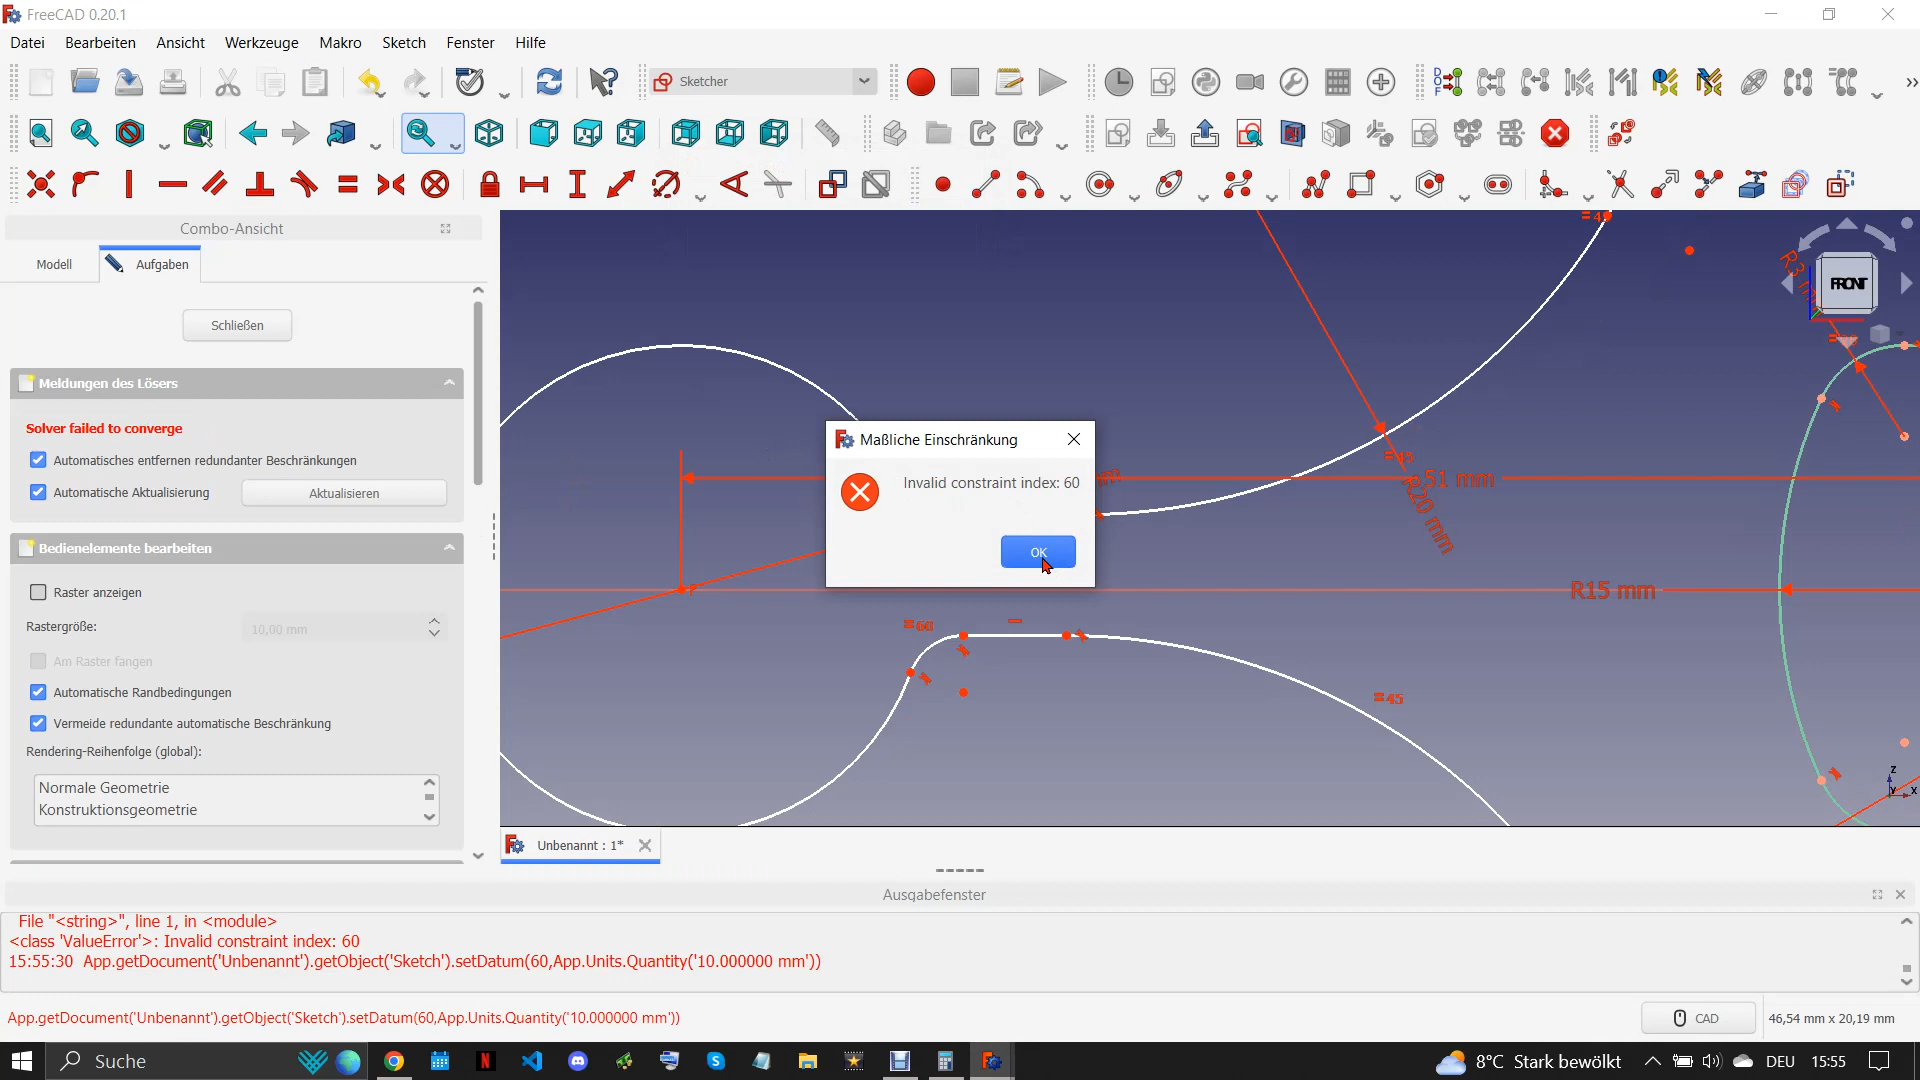 FreeCAD 0.20.1
Datei Bearbeiten Ansicht Werkzeuge Makro Sketch Fenster Hilfe
Sketcher
Combo-Ansicht
Modell Aufgaben
Schließen
Meldungen des Lösers
Solver failed to converge
Automatisches entfernen redundanter Beschränkungen
Automatische Aktualisierung Aktualisieren
Bedienelemente bearbeiten
Raster anzeigen
Rastergröße: 10,00 mm
Am Raster fangen
Automatische Randbedingungen
Vermeide redundante automatische Beschränkung
Rendering-Reihenfolge (global):
Normale Geometrie
Konstruktionsgeometrie
FRONT
Maßliche Einschränkung
Invalid constraint index: 60
OK
=45
51 mm
R20 mm
R15 mm
=60
=45
Z
Y
X
Unbenannt : 1*
Ausgabefenster
File "<string>", line 1, in <module>
<class 'ValueError'>: Invalid constraint index: 60
15:55:30 App.getDocument('Unbenannt').getObject('Sketch').setDatum(60,App.Units.Quantity('10.000000 mm'))
App.getDocument('Unbenannt').getObject('Sketch').setDatum(60,App.Units.Quantity('10.000000 mm'))
CAD
46,54 mm x 20,19 mm
Suche
8°C Stark bewölkt
DEU
15:55